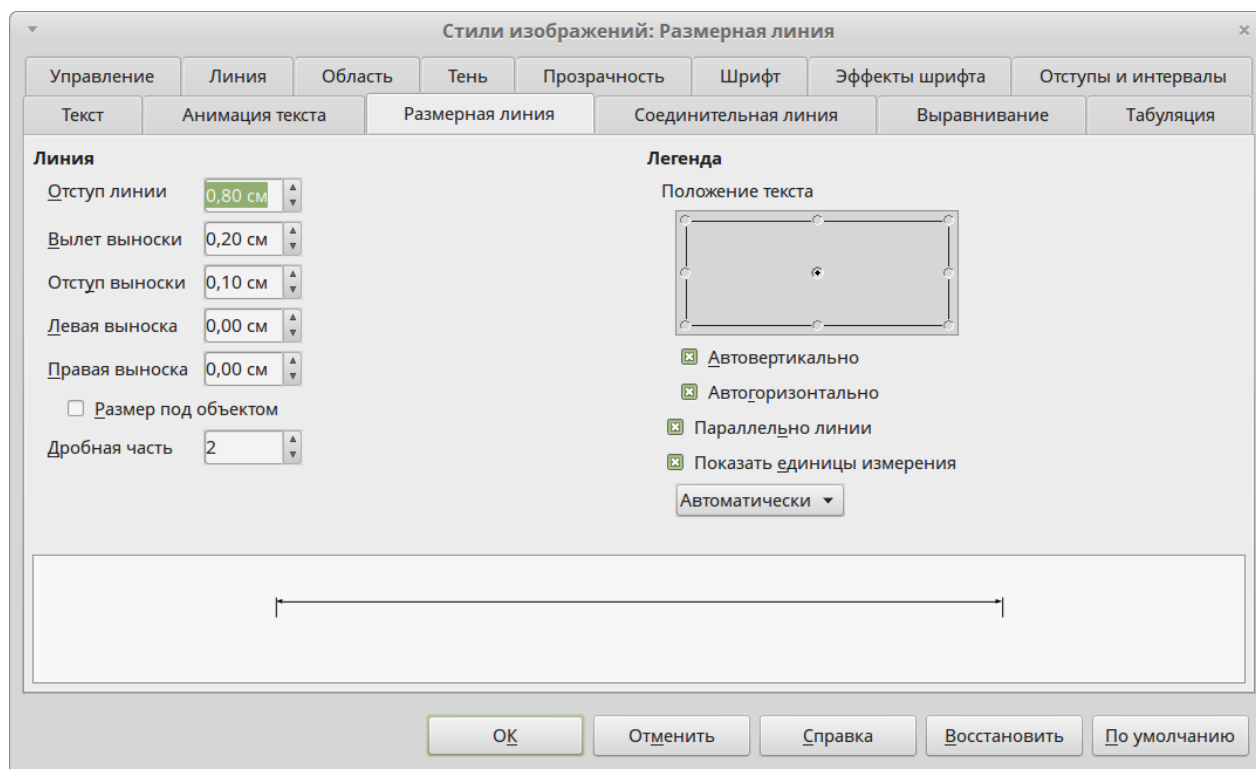 Стили изображений: Размерная линия
Управление Линия Область Тень Прозрачность Шрифт Эффекты шрифта Отступы и интервалы
Текст Анимация текста Размерная линия Соединительная линия Выравнивание Табуляция
Линия
Отступ линии 0,80 см
Вылет выноски 0,20 см
Отступ выноски 0,10 см
Левая выноска 0,00 см
Правая выноска 0,00 см
Размер под объектом
Дробная часть 2
Легенда
Положение текста
Автовертикально
Автогоризонтально
Параллельно линии
Показать единицы измерения
Автоматически
ОК Отменить Справка Восстановить По умолчанию